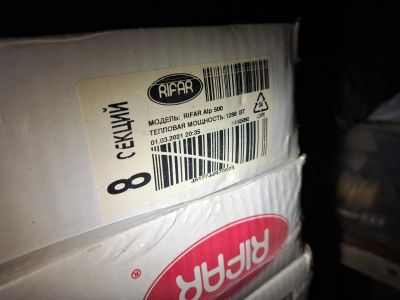 RIFAR
МОДЕЛЬ: RIFAR Alp 500
ТЕПЛОВАЯ МОЩНОСТЬ: 1288 ВТ
01.03.2021 20:35
8 СЕКЦИЙ
LDPE
RIFAR
®